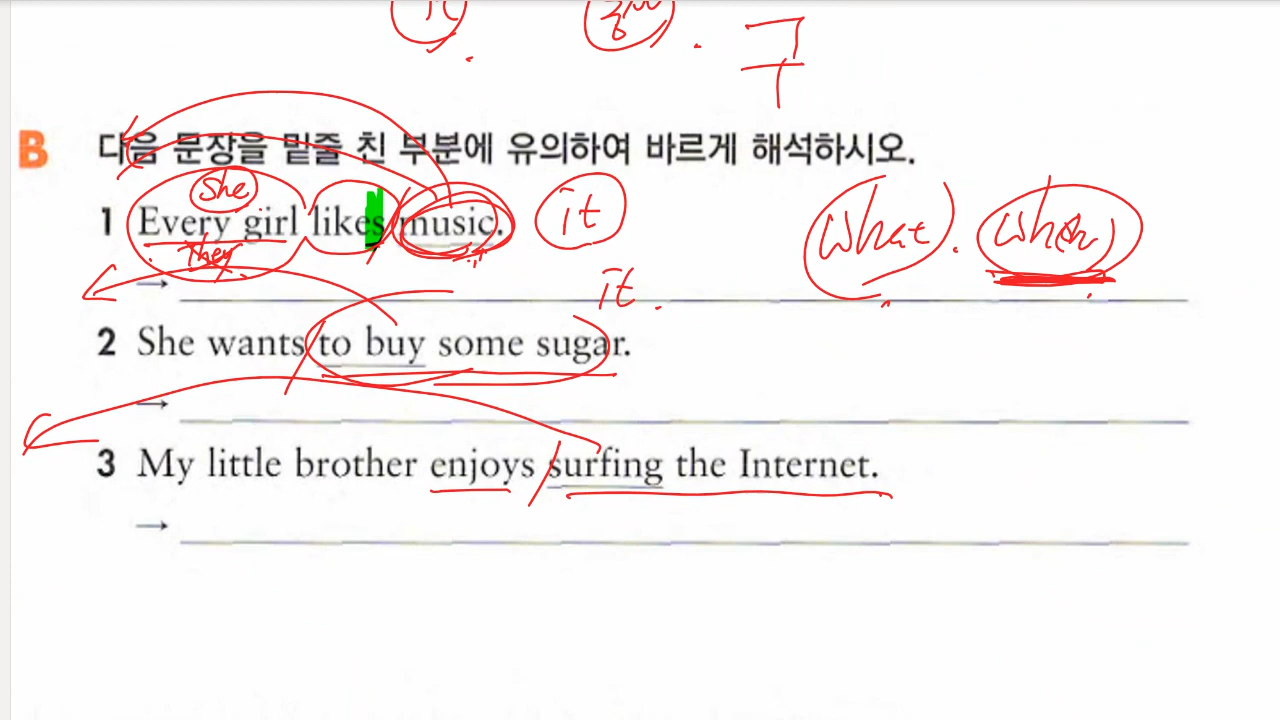 B 다음 문장을 밑줄 친 부분에 유의하여 바르게 해석하시오.
She
1 Every girl likes music. it
They
what. whom
→
it.
2 She wants to buy some sugar.
→
3 My little brother enjoys surfing the Internet.
→